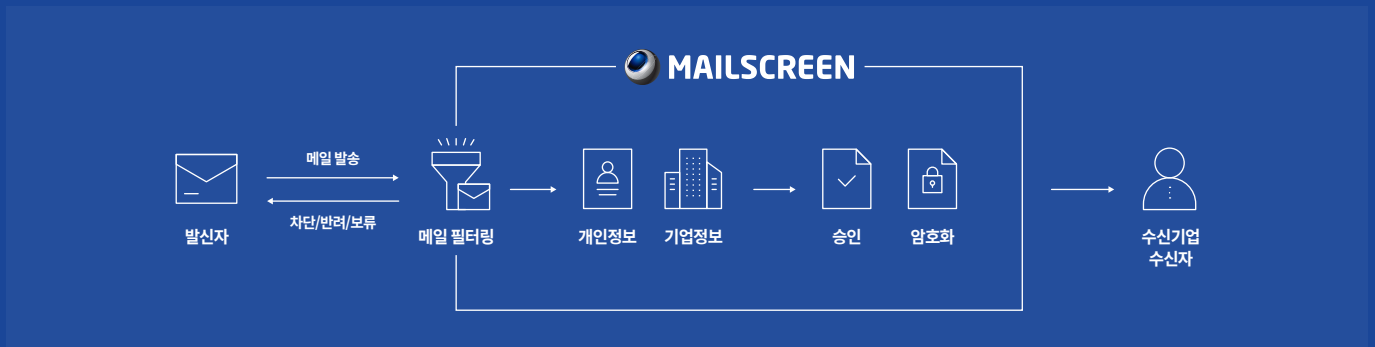 MAILSCREEN
메일 발송
차단/반려/보류
발신자
메일 필터링
개인정보
기업정보
승인
암호화
수신기업
수신자